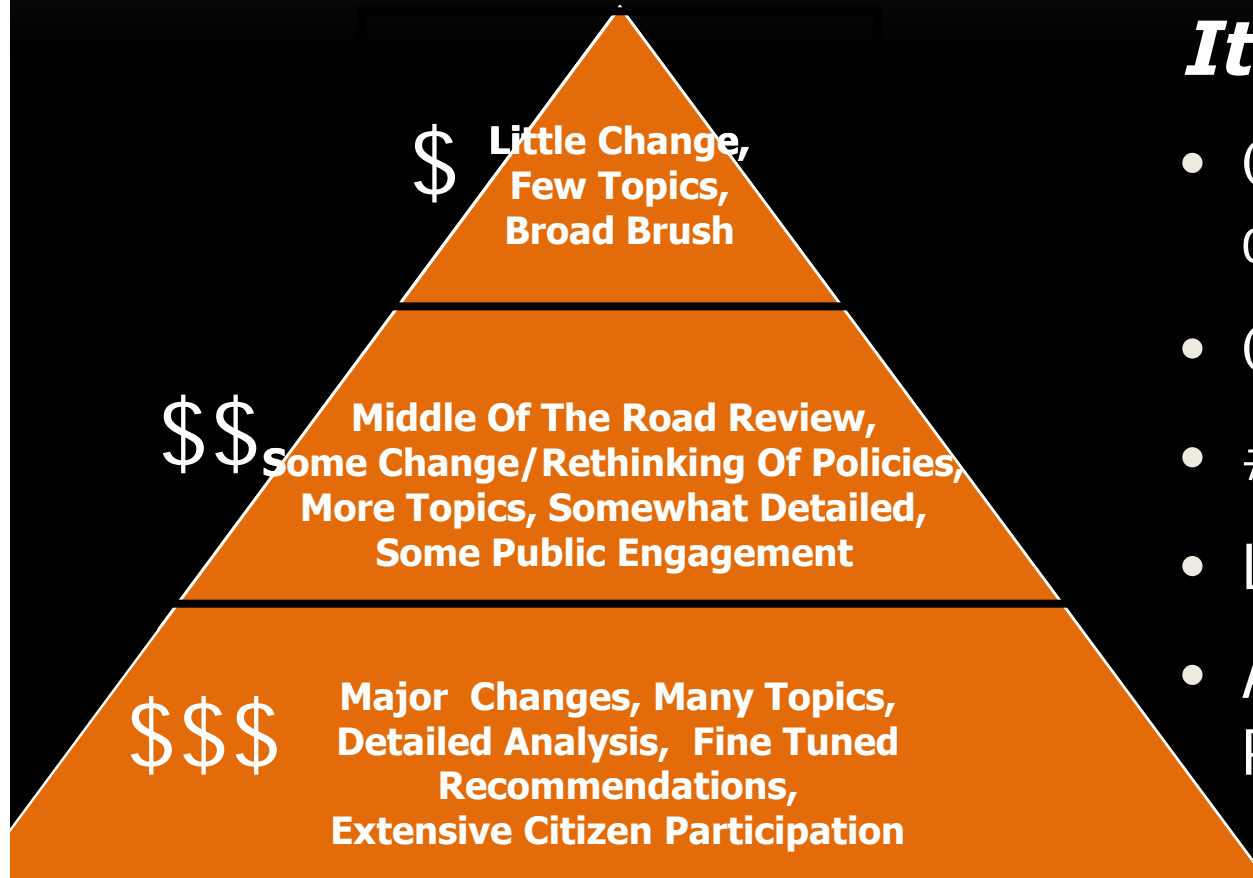 $
Little Change,
Few Topics,
Broad Brush
$$
Middle Of The Road Review,
Some Change/Rethinking Of Policies,
More Topics, Somewhat Detailed,
Some Public Engagement
$$$
Major  Changes, Many Topics,
Detailed Analysis,  Fine Tuned
Recommendations,
Extensive Citizen Participation
It